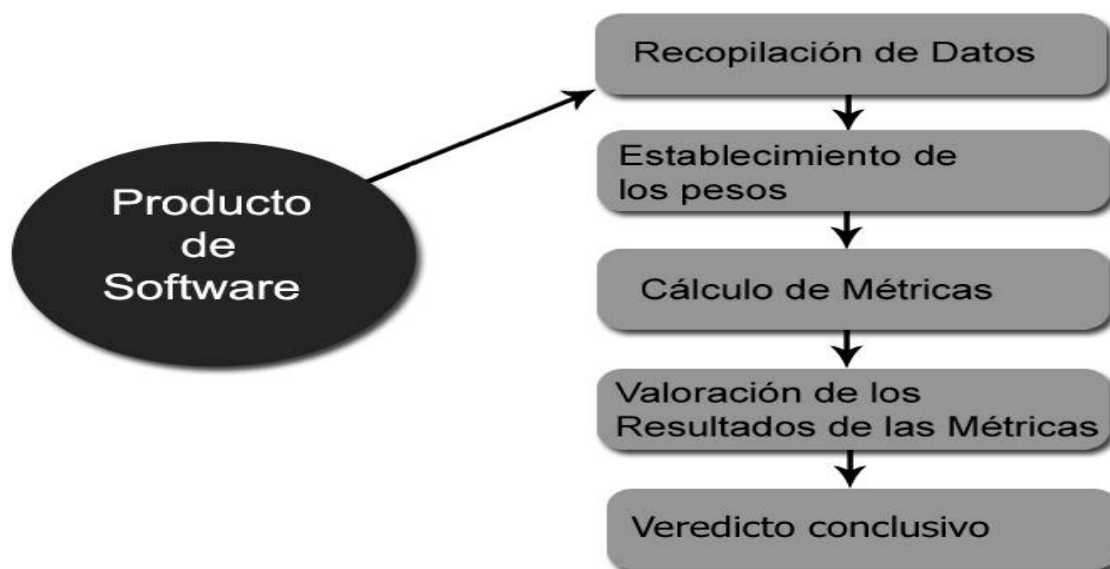 Producto
de
Software
Recopilación de Datos
Establecimiento de
los pesos
Cálculo de Métricas
Valoración de los
Resultados de las Métricas
Veredicto conclusivo